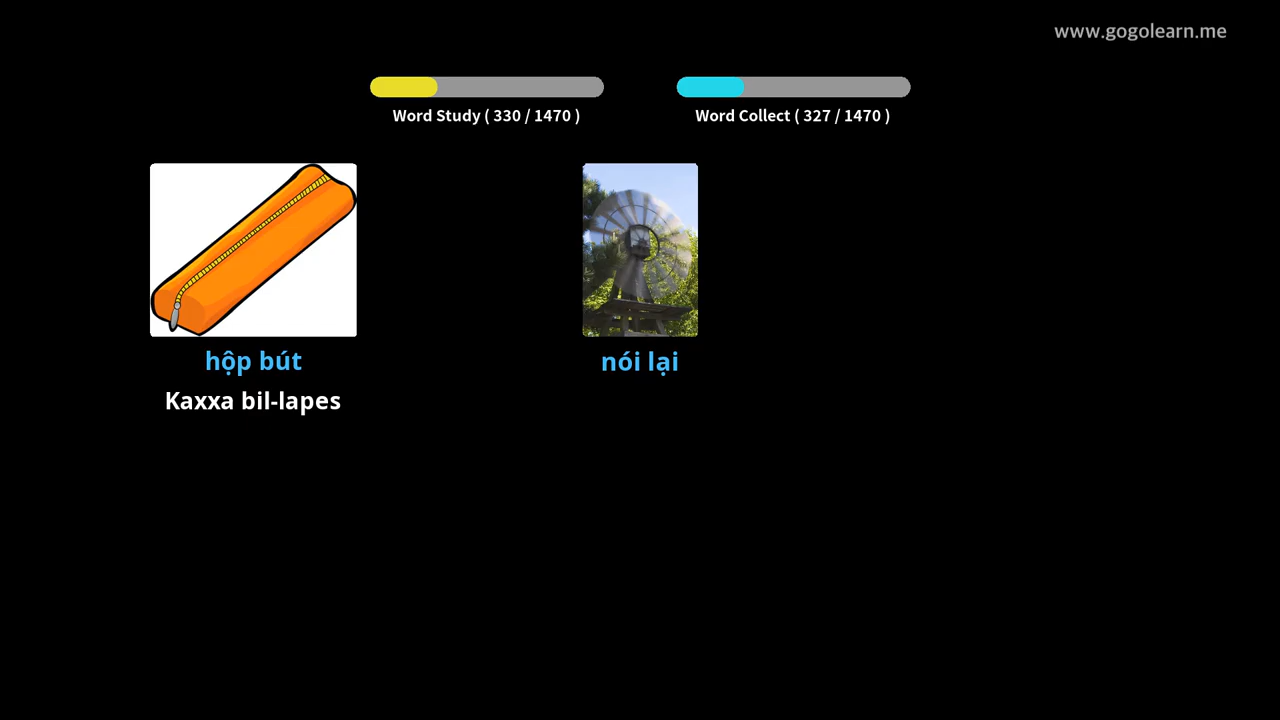 www.gogolearn.me
Word Study ( 330 / 1470 )
Word Collect ( 327 / 1470 )
hộp bút
Kaxxa bil-lapes
nói lại